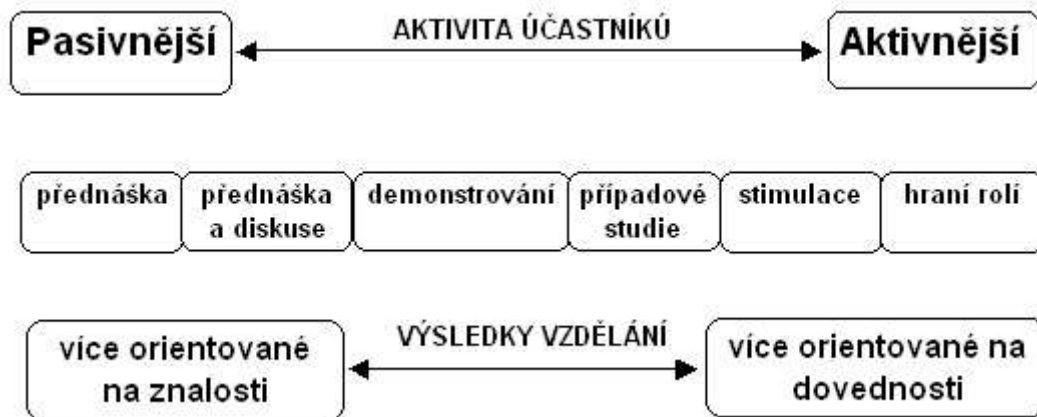 Pasivnější
AKTIVITA ÚČASTNÍKŮ
Aktivnější
přednáška
přednáška
a diskuse
demonstrování
případové
studie
stimulace
hraní rolí
více orientované
na znalosti
VÝSLEDKY VZDĚLÁNÍ
více orientované na
dovednosti